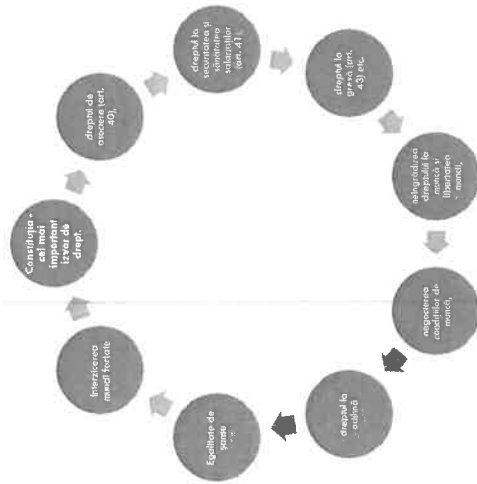 Constituția -
cel mai
important
izvor de
drept.
dreptul de
asociere (art.
40),
dreptul la
securitatea și
sănătatea
salariaților
(art. 41),
dreptul la
grevă (art.
43) etc.
neîngrădirea
dreptului la
muncă și
libertatea
muncii,
negocierea
condițiilor de
muncă,
dreptul la
odihnă
Egalitate de
șanse
Interzicerea
muncii forțate